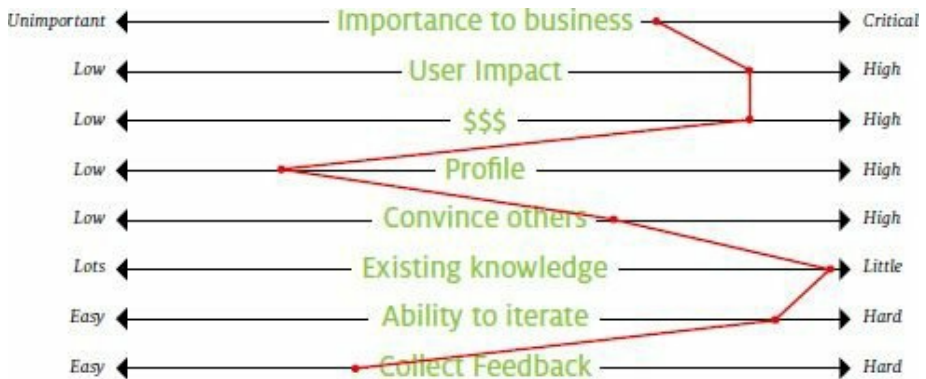 Unimportant Importance to business Critical
Low User Impact High
Low $$$ High
Low Profile High
Low Convince others High
Lots Existing knowledge Little
Easy Ability to iterate Hard
Easy Collect Feedback Hard